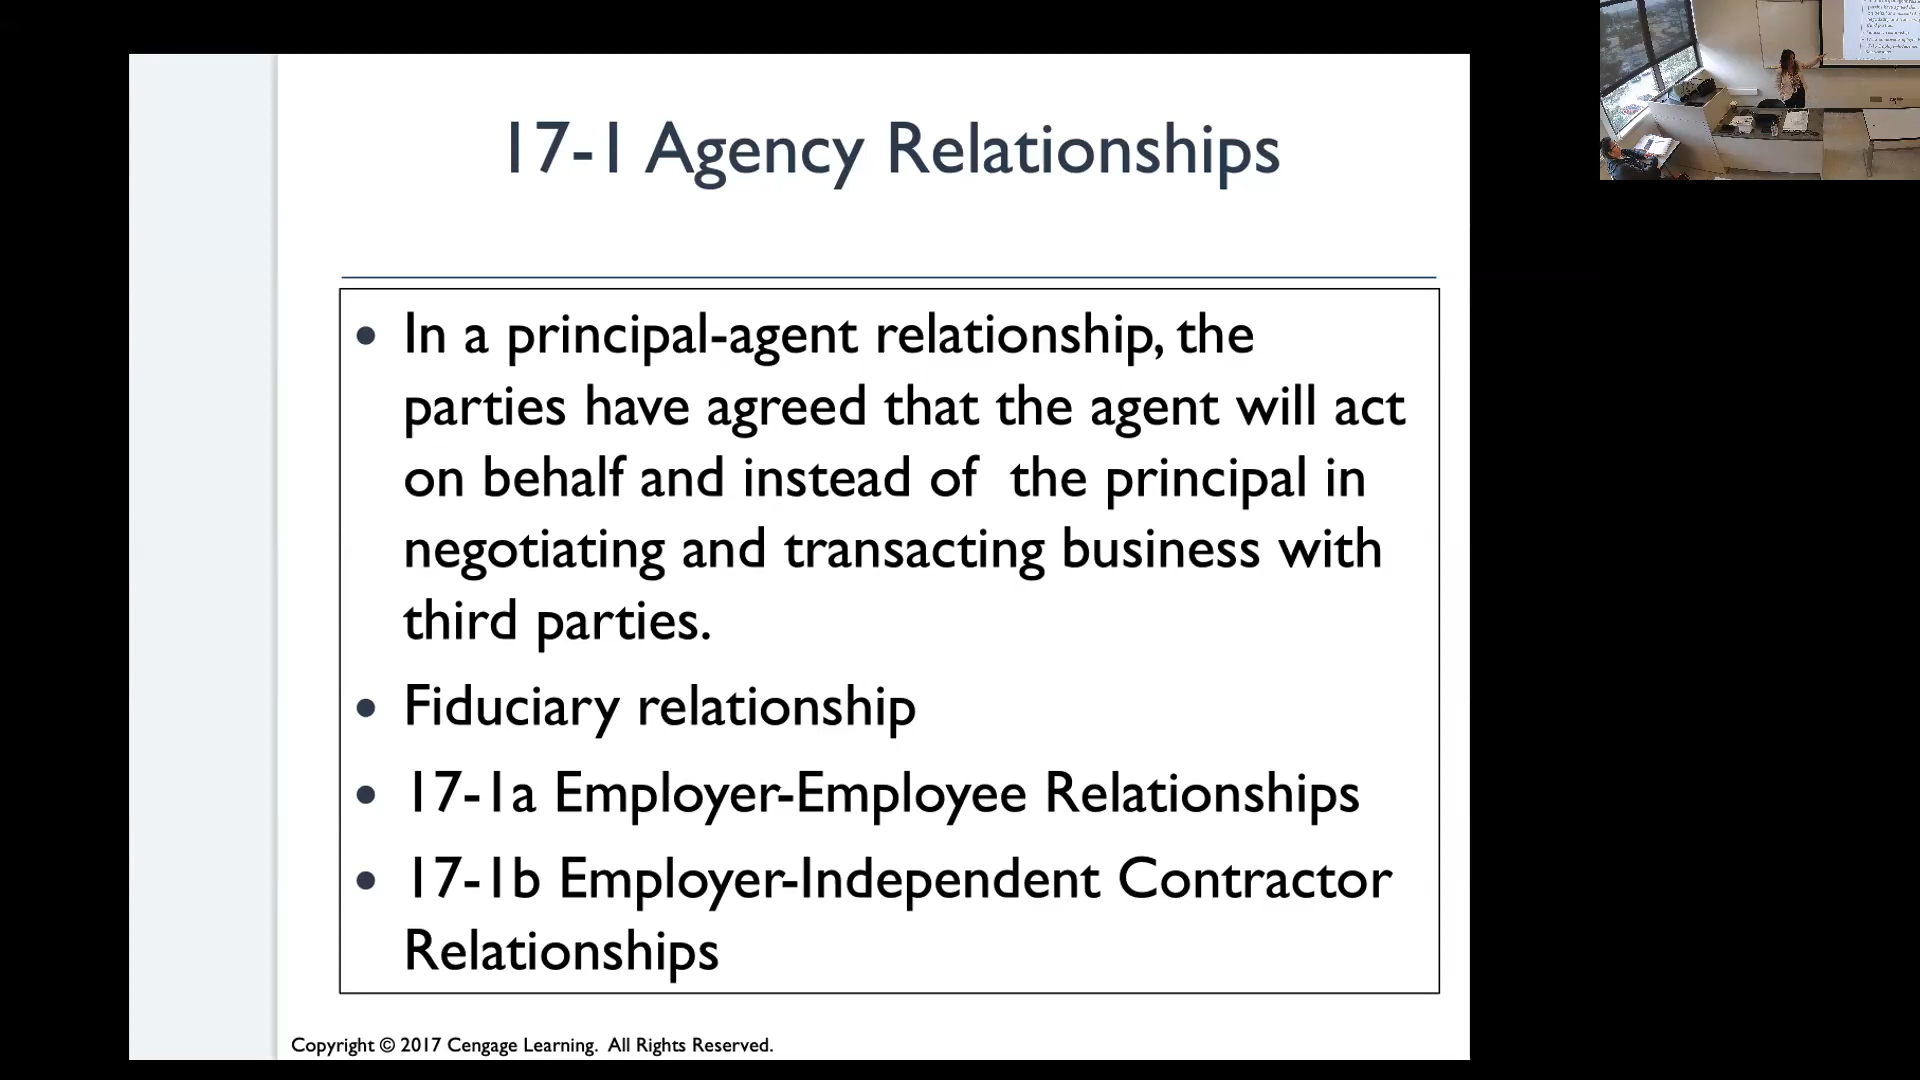 17-1 Agency Relationships
• In a principal-agent relationship, the
parties have agreed that the agent will act
on behalf and instead of  the principal in
negotiating and transacting business with
third parties.
• Fiduciary relationship
• 17-1a Employer-Employee Relationships
• 17-1b Employer-Independent Contractor
Relationships
Copyright © 2017 Cengage Learning.  All Rights Reserved.